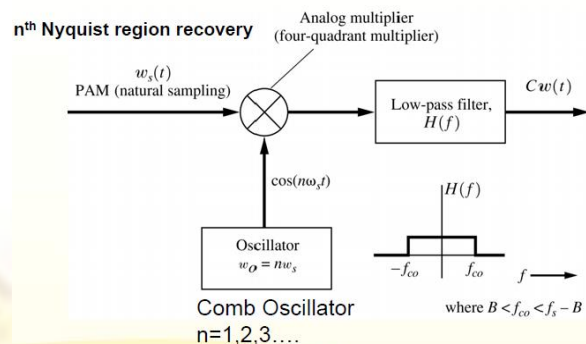 nth Nyquist region recovery
Analog multiplier
(four-quadrant multiplier)
ws(t)
PAM (natural sampling)
Cw(t)
Low-pass filter,
H(f)
cos(nωst)
Oscillator
wo = nws
H(f)
−fco
fco
f
Comb Oscillator
n=1,2,3....
where B < fco < fs − B